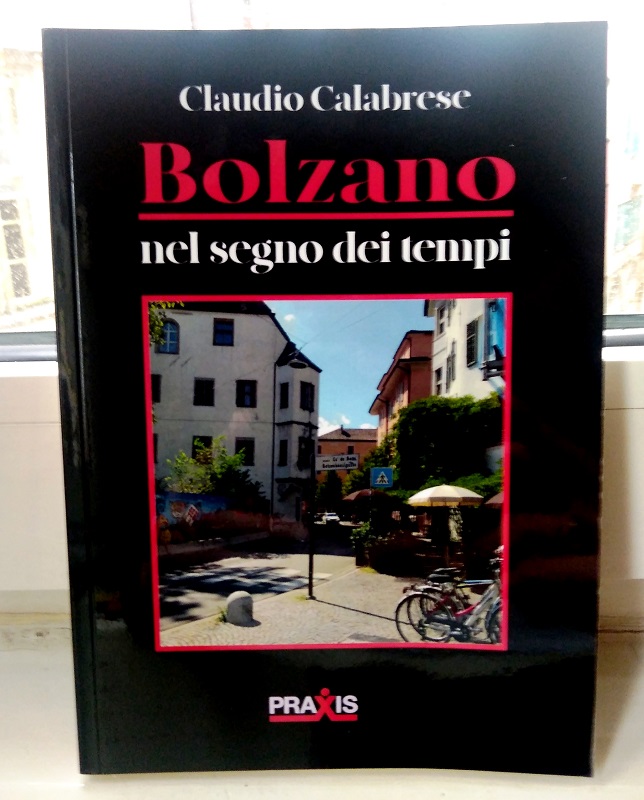 Claudio Calabrese
Bolzano
nel segno dei tempi
PRAXIS